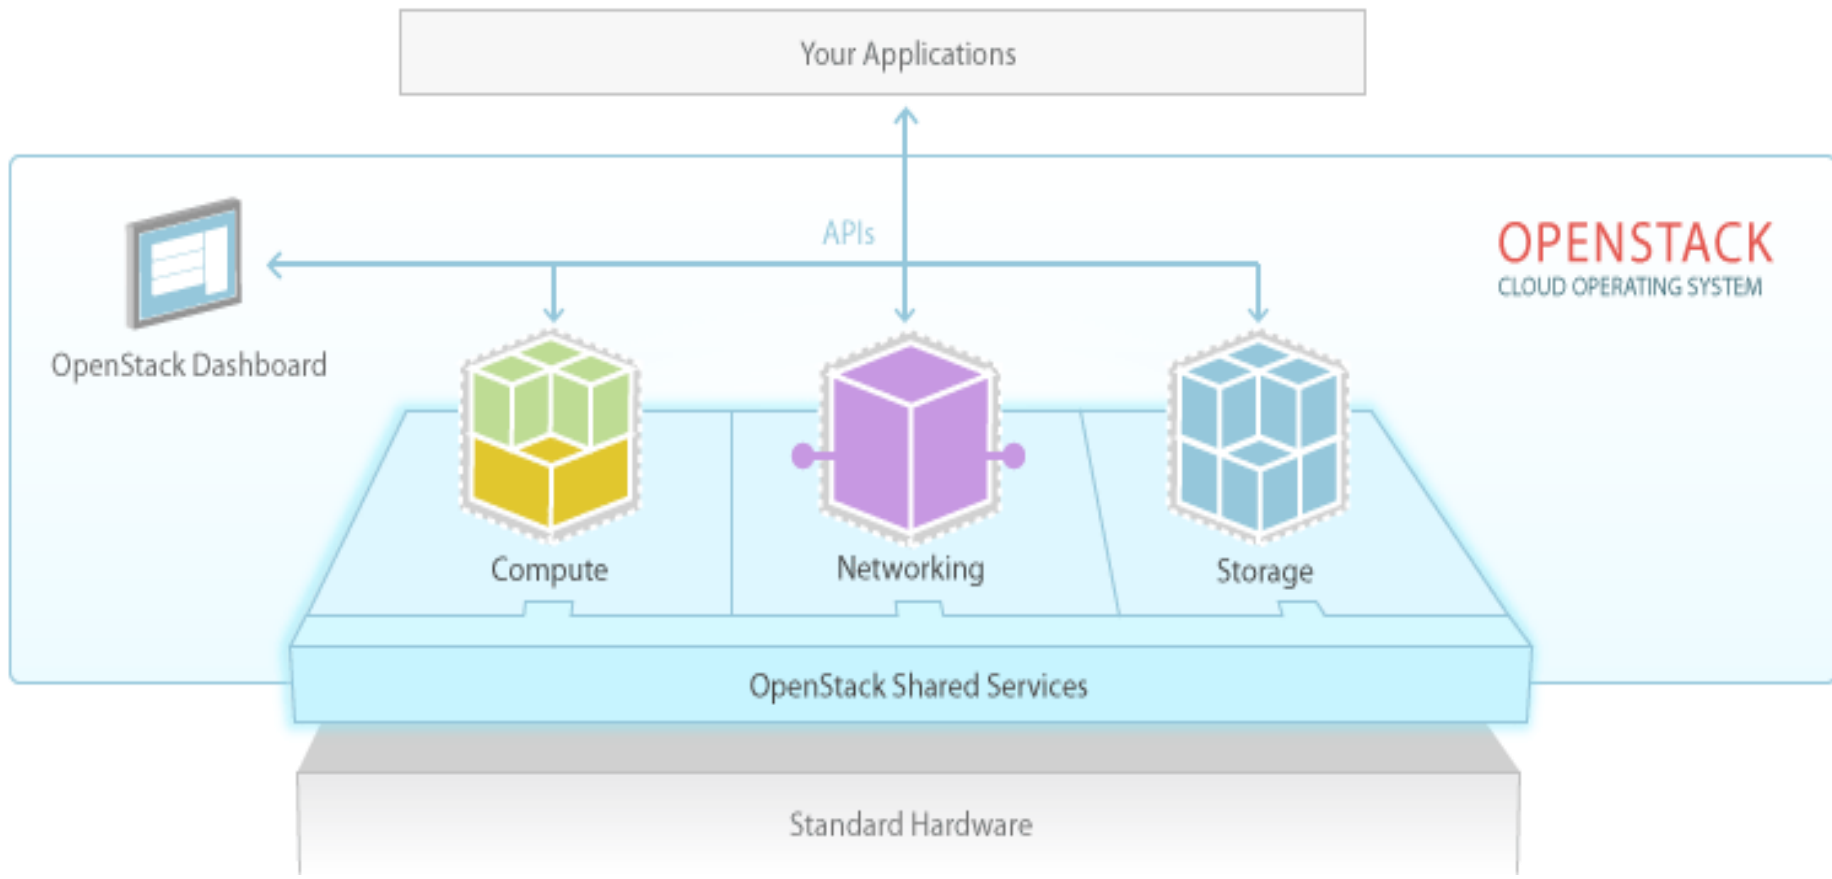 Your Applications
APIs
OPENSTACK
CLOUD OPERATING SYSTEM
OpenStack Dashboard
Compute
Networking
Storage
OpenStack Shared Services
Standard Hardware